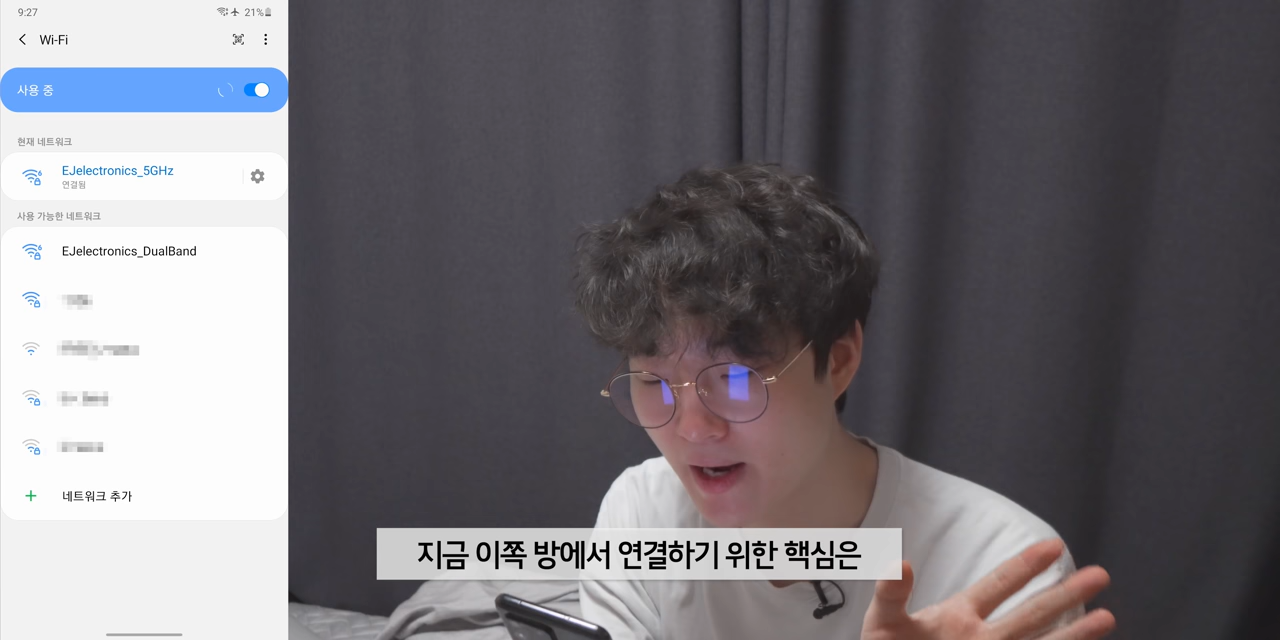 9:27
21%
Wi-Fi
사용 중
현재 네트워크
EJelectronics_5GHz
연결됨
사용 가능한 네트워크
EJelectronics_DualBand
네트워크 추가
지금 이쪽 방에서 연결하기 위한 핵심은